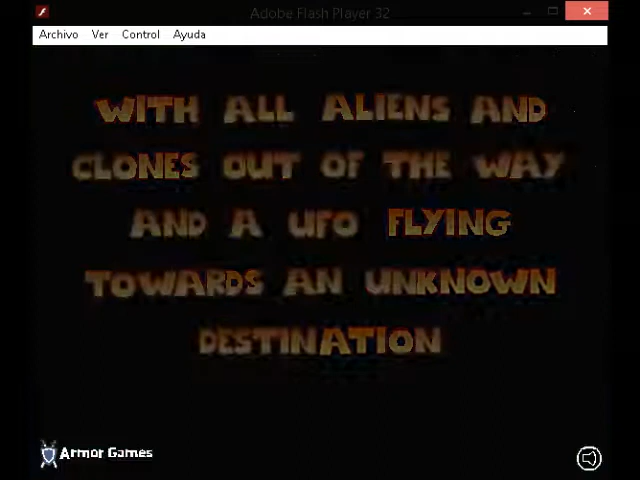 Adobe Flash Player 32
Archivo Ver Control Ayuda
WITH ALL ALIENS AND
CLONES OUT OF THE WAY
AND A UFO FLYING
TOWARDS AN UNKNOWN
DESTINATION
Armor Games